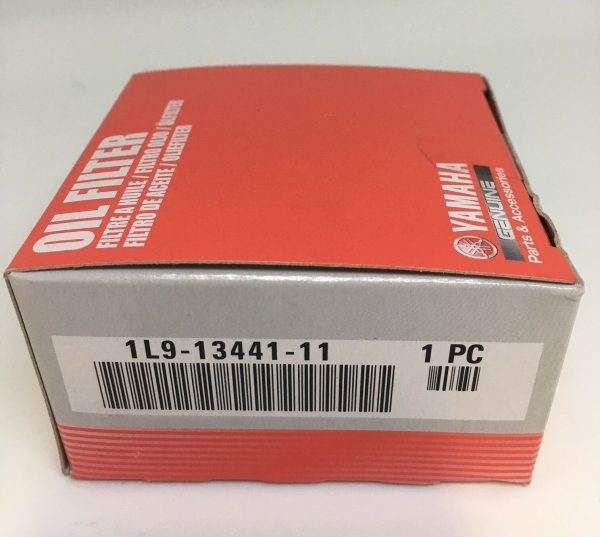 OIL FILTER
FILTRE A HUILE / FILTRO OLIO / ÖLFILTER
FILTRO DE ACEITE / OLIEFILTER
YAMAHA
GENUINE
Parts & Accessories
1L9-13441-11 1 PC